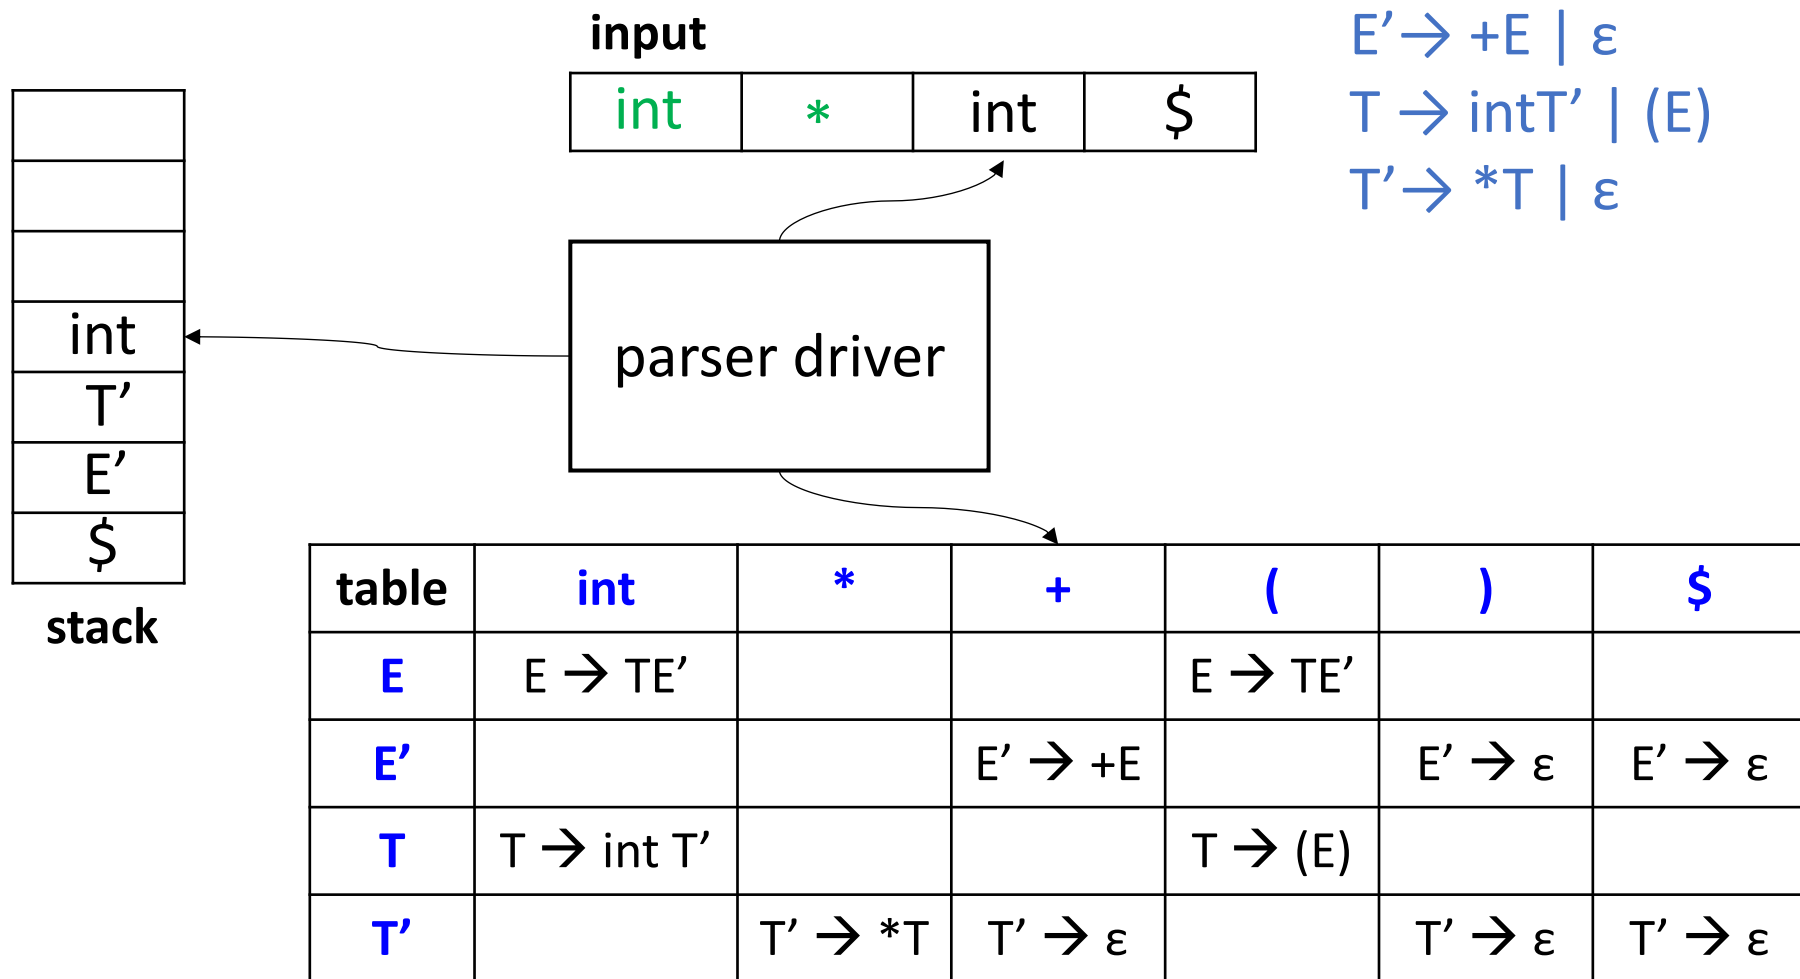 input
int * int $
E’→ +E | ε
T → intT’ | (E)
T’→ *T | ε
int
T’
E’
$
stack
parser driver
table int * + ( ) $
E E → TE’ E → TE’
E’ E’ → +E E’ → ε E’ → ε
T T → int T’ T → (E)
T’ T’ → *T T’ → ε T’ → ε T’ → ε